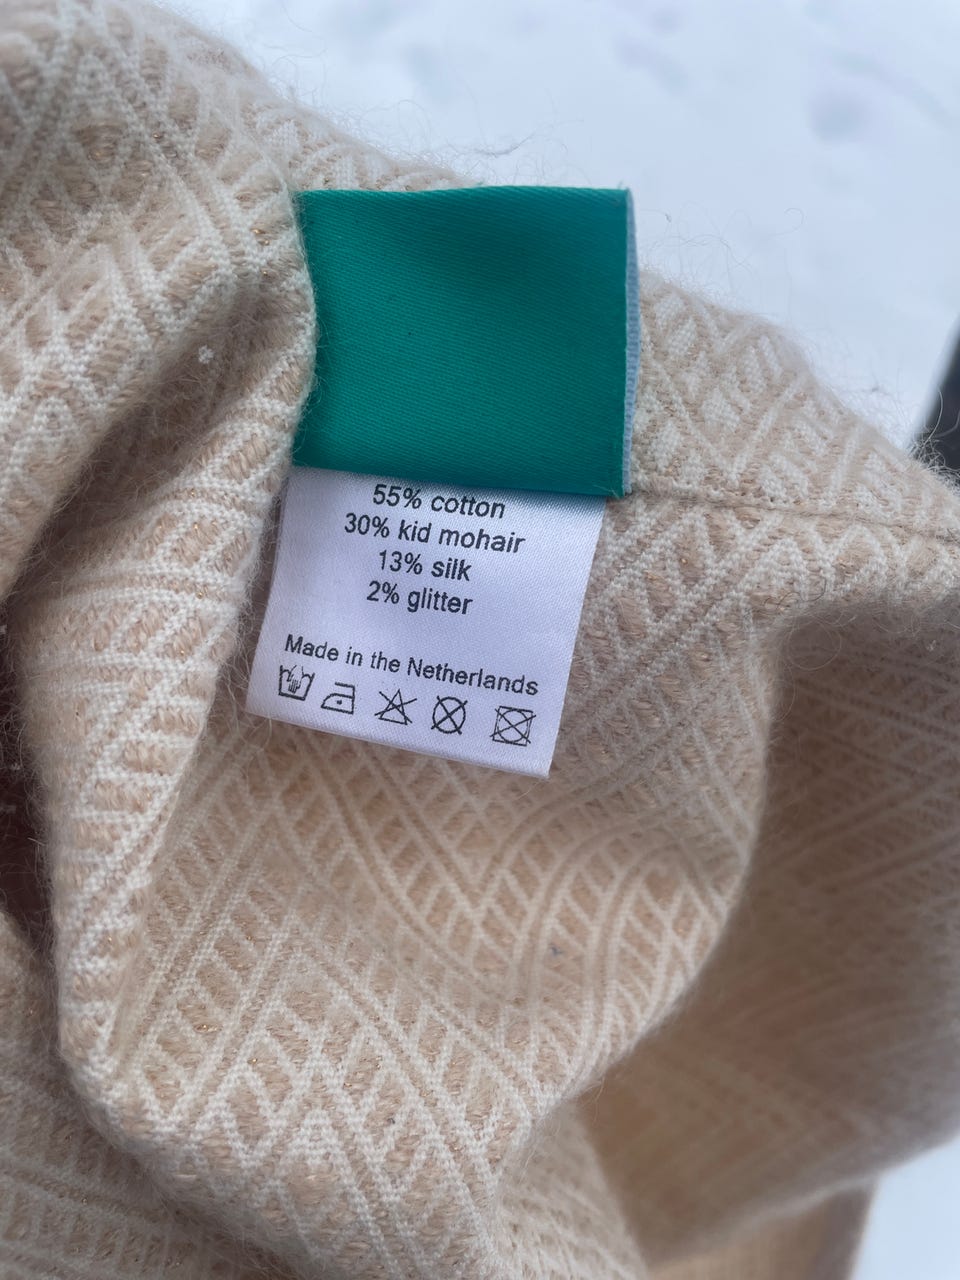 55% cotton
30% kid mohair
13% silk
2% glitter
Made in the Netherlands